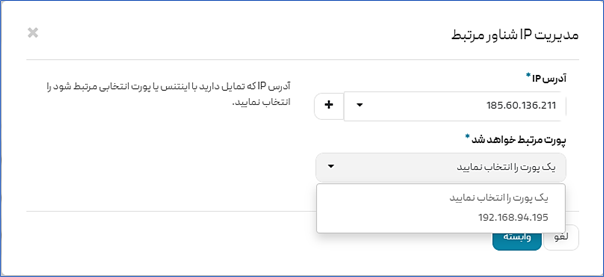 مدیریت IP شناور مرتبط
×
آدرس IP *
185.60.136.211
+
آدرس IP که تمایل دارید با اینتنس یا پورت انتخابی مرتبط شود را
انتخاب نمایید.
پورت مرتبط خواهد شد *
یک پورت را انتخاب نمایید
یک پورت را انتخاب نمایید
192.168.94.195
وابسته
لغو